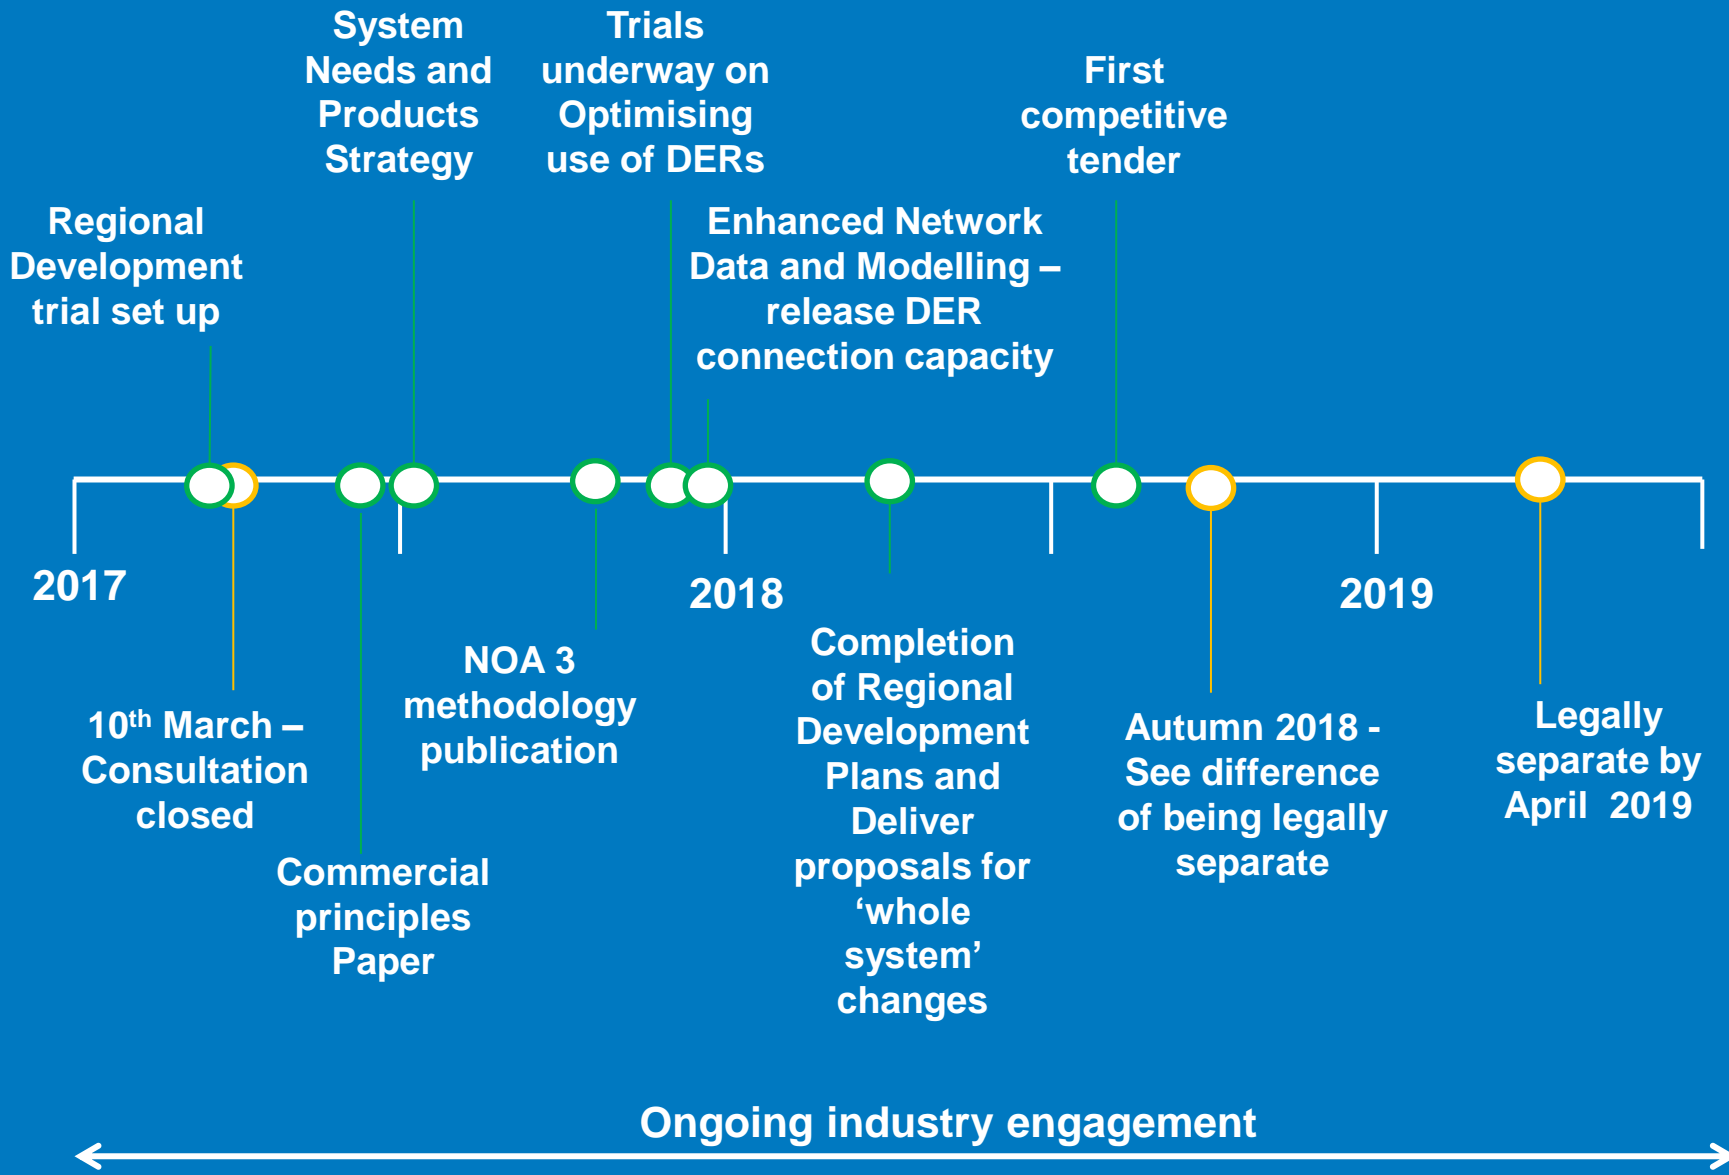 System
Needs and
Products
Strategy
Trials
underway on
Optimising
use of DERs
First
competitive
tender
Regional
Development
trial set up
Enhanced Network
Data and Modelling –
release DER
connection capacity
2017
2018
2019
10th March –
Consultation
closed
Commercial
principles
Paper
NOA 3
methodology
publication
Completion
of Regional
Development
Plans and
Deliver
proposals for
‘whole
system’
changes
Autumn 2018 -
See difference
of being legally
separate
Legally
separate by
April  2019
Ongoing industry engagement